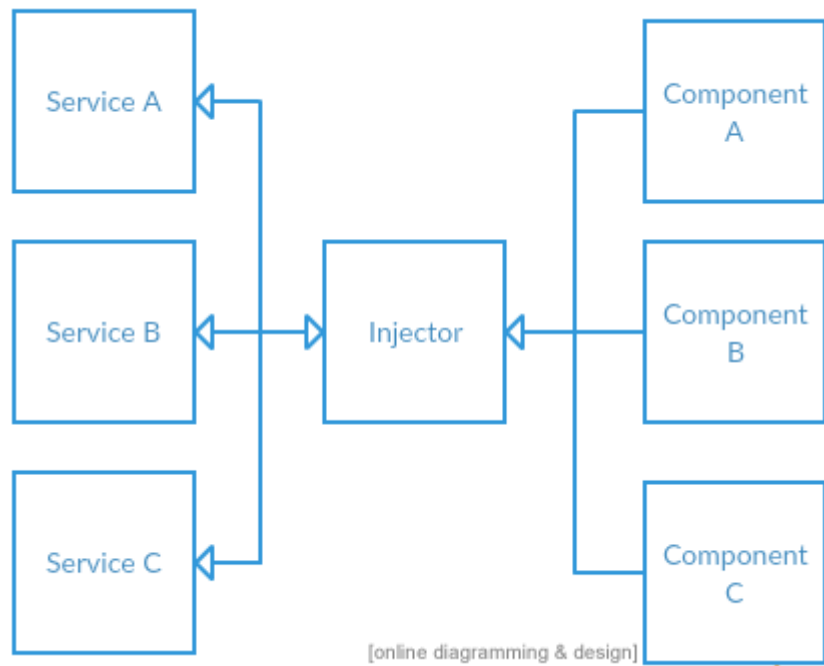 Service A
Component
A
Service B
Injector
Component
B
Service C
Component
C
[online diagramming & design]